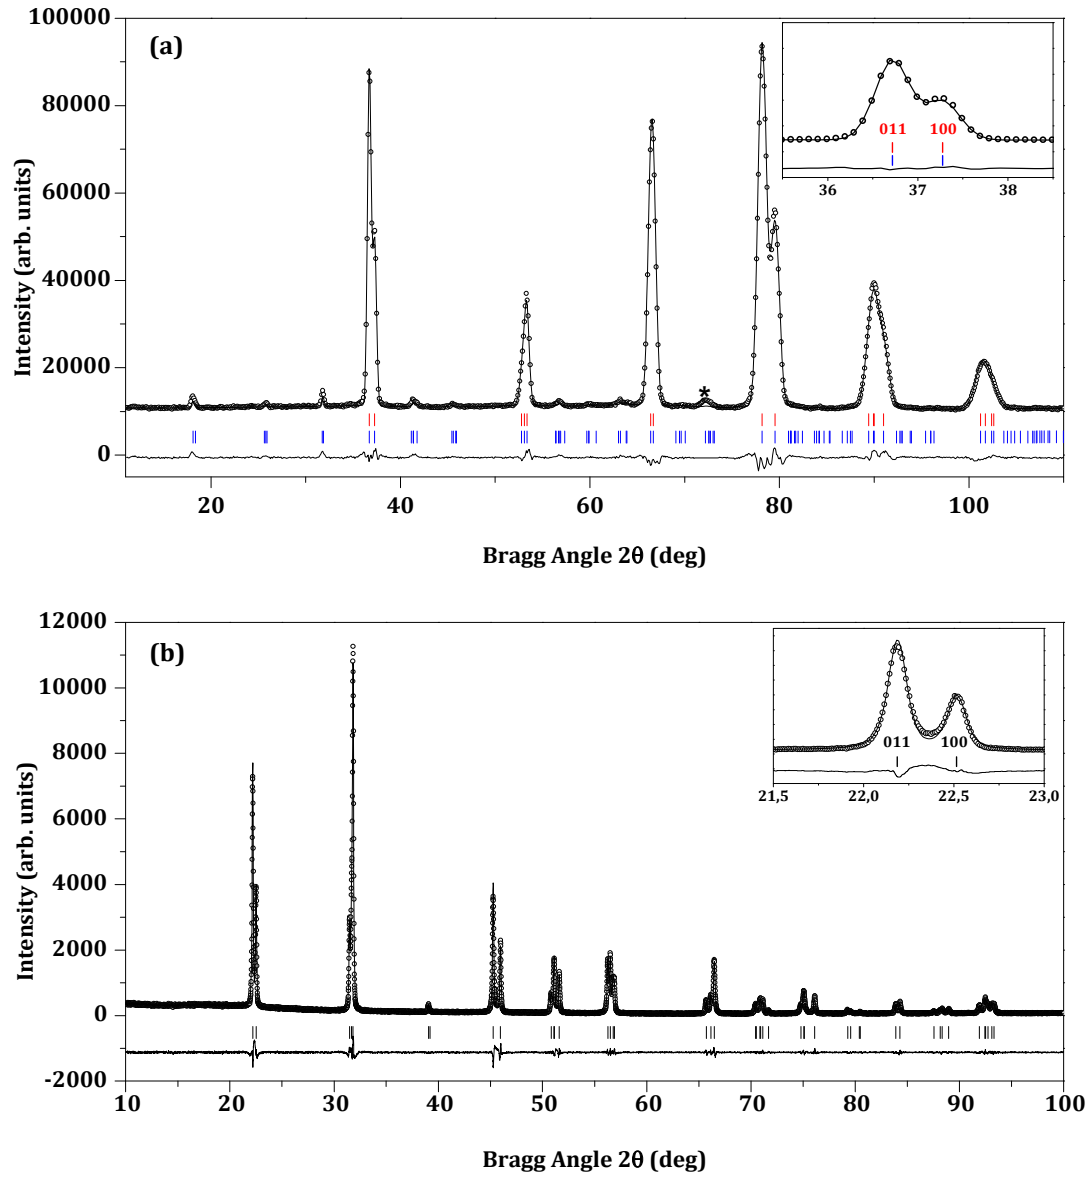 (a)
100000
80000
60000
40000
20000
0
Intensity (arb. units)
*
011 100
36 37 38
20 40 60 80 100
Bragg Angle 2θ (deg)
(b)
12000
10000
8000
6000
4000
2000
0
-2000
Intensity (arb. units)
011 100
21,5 22,0 22,5 23,0
10 20 30 40 50 60 70 80 90 100
Bragg Angle 2θ (deg)